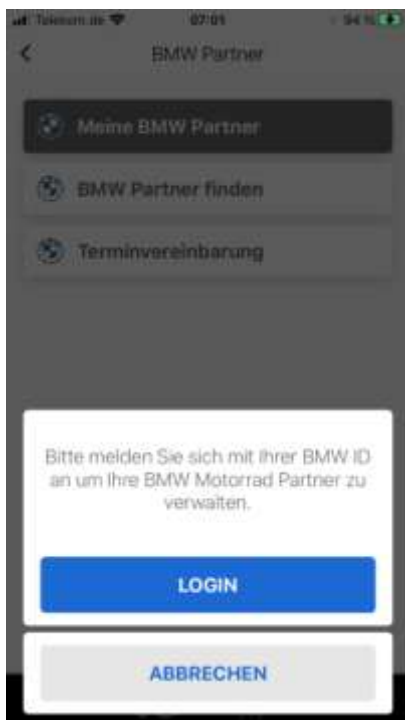 Telekom.de 07:01 94 %
BMW Partner
Meine BMW Partner
BMW Partner finden
Terminvereinbarung
Bitte melden Sie sich mit Ihrer BMW ID
an um Ihre BMW Motorrad Partner zu
verwalten.
LOGIN
ABBRECHEN